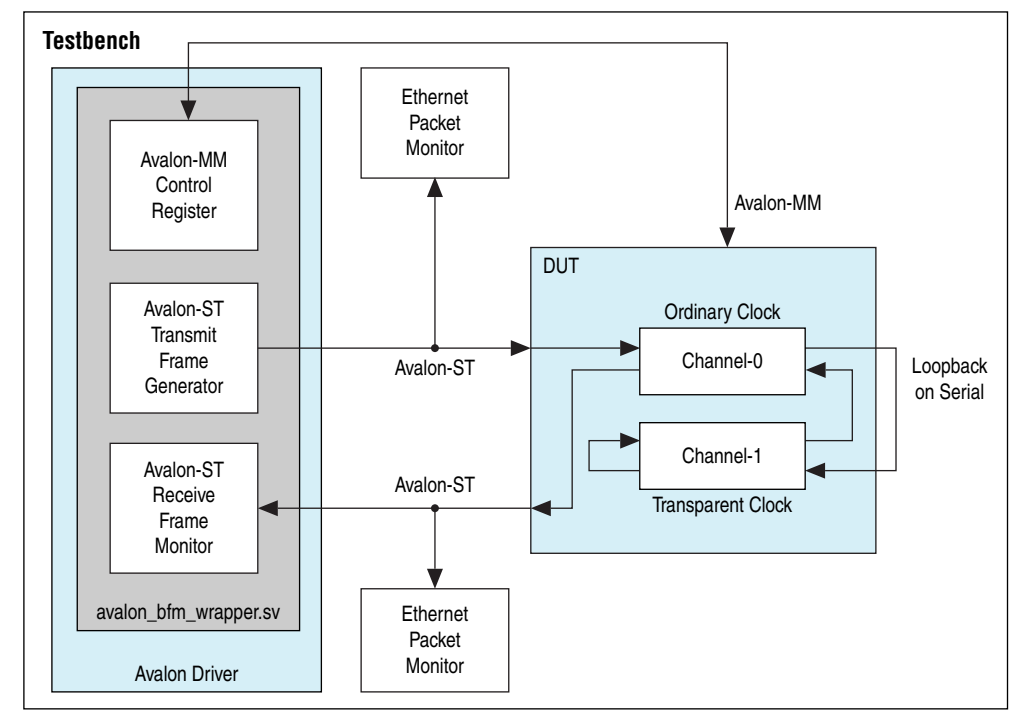 Testbench
Avalon-MM
Control
Register
Avalon-ST
Transmit
Frame
Generator
Avalon-ST
Receive
Frame
Monitor
avalon_bfm_wrapper.sv
Avalon Driver
Ethernet
Packet
Monitor
Avalon-ST
Avalon-ST
Ethernet
Packet
Monitor
Avalon-MM
DUT
Ordinary Clock
Channel-0
Channel-1
Transparent Clock
Loopback
on Serial